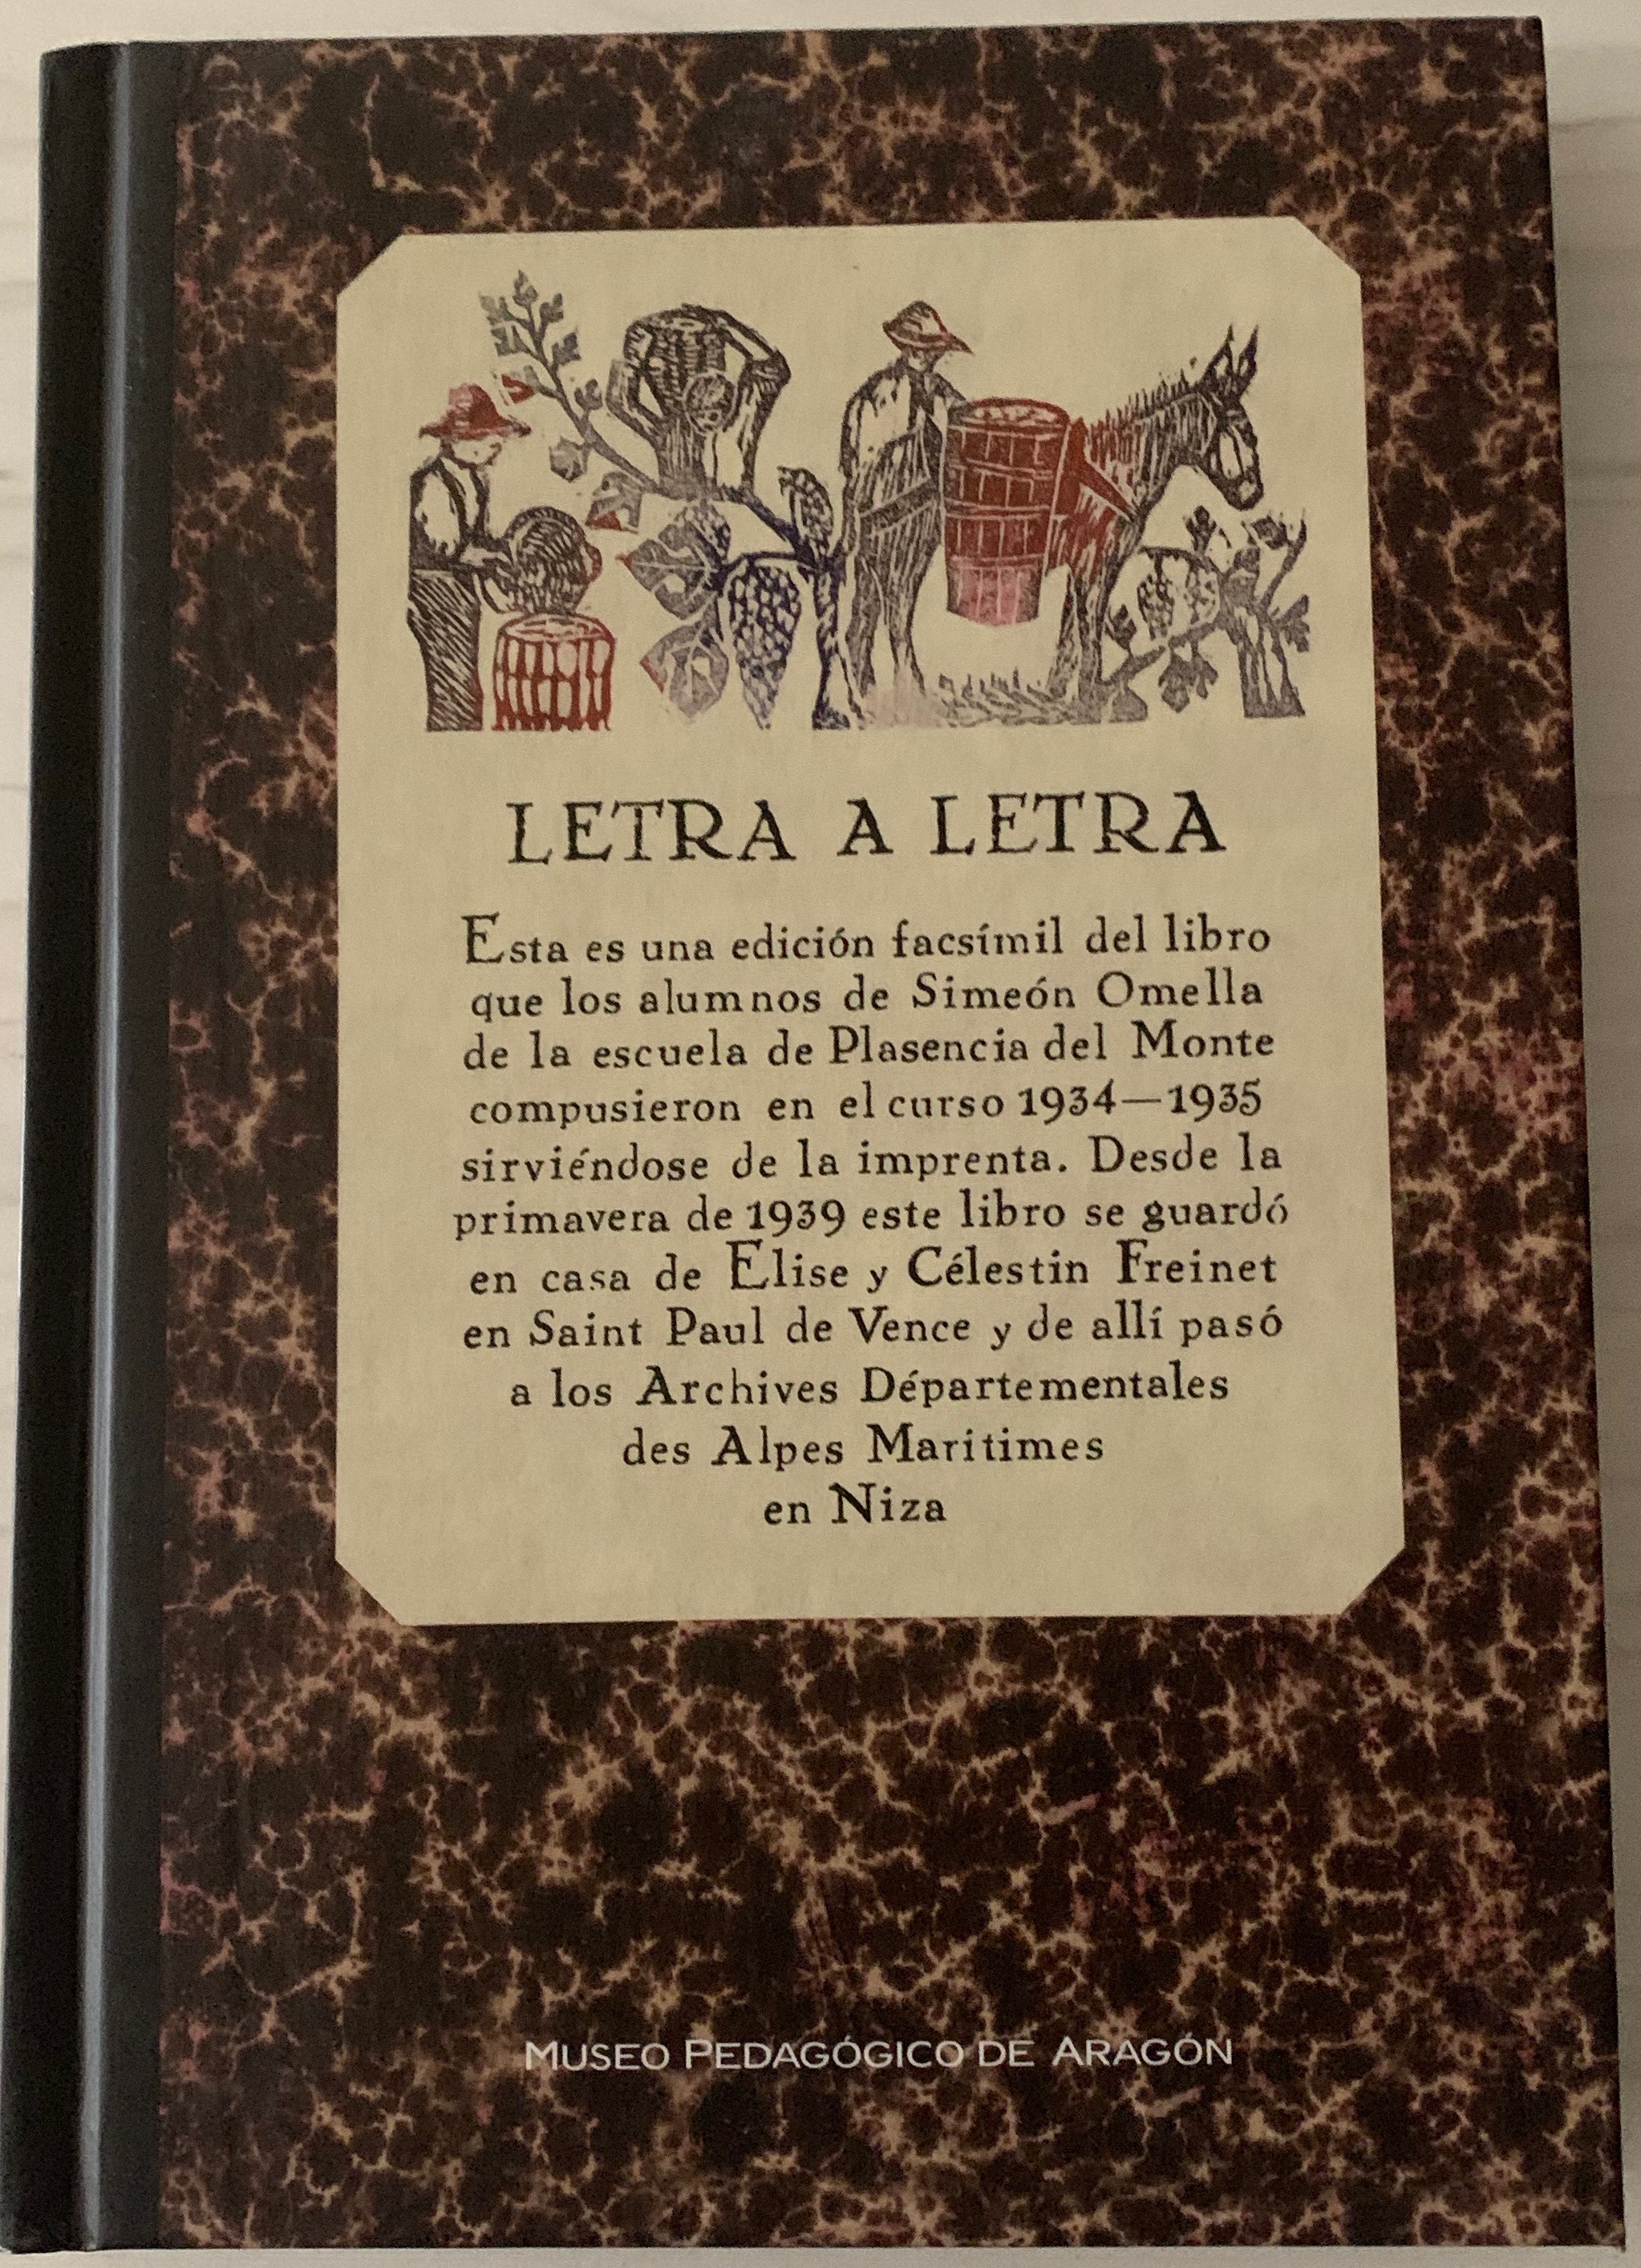 LETRA A LETRA
Esta es una edición facsímil del libro
que los alumnos de Simeón Omella
de la escuela de Plasencia del Monte
compusieron en el curso 1934—1935
sirviéndose de la imprenta. Desde la
primavera de 1939 este libro se guardó
en casa de Elise y Célestin Freinet
en Saint Paul de Vence y de allí pasó
a los Archives Départementales
des Alpes Maritimes
en Niza
MUSEO PEDAGÓGICO DE ARAGÓN